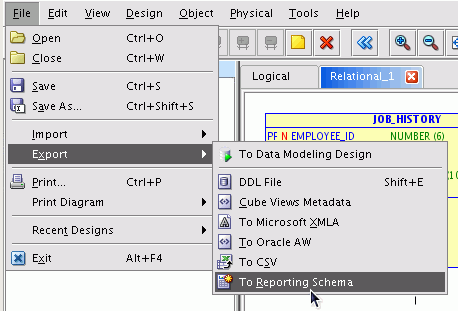 File Edit View Design Object Physical Tools Help
Open Ctrl+O
Close Ctrl+W
Save Ctrl+S
Save As... Ctrl+Shift+S
Import
Export
Print... Ctrl+P
Print Diagram
Recent Designs
Exit Alt+F4
Logical Relational_1
JOB_HISTORY
PF N EMPLOYEE_ID NUMBER (6)
To Data Modeling Design
DDL File Shift+E
Cube Views Metadata
To Microsoft XMLA
To Oracle AW
To CSV
To Reporting Schema